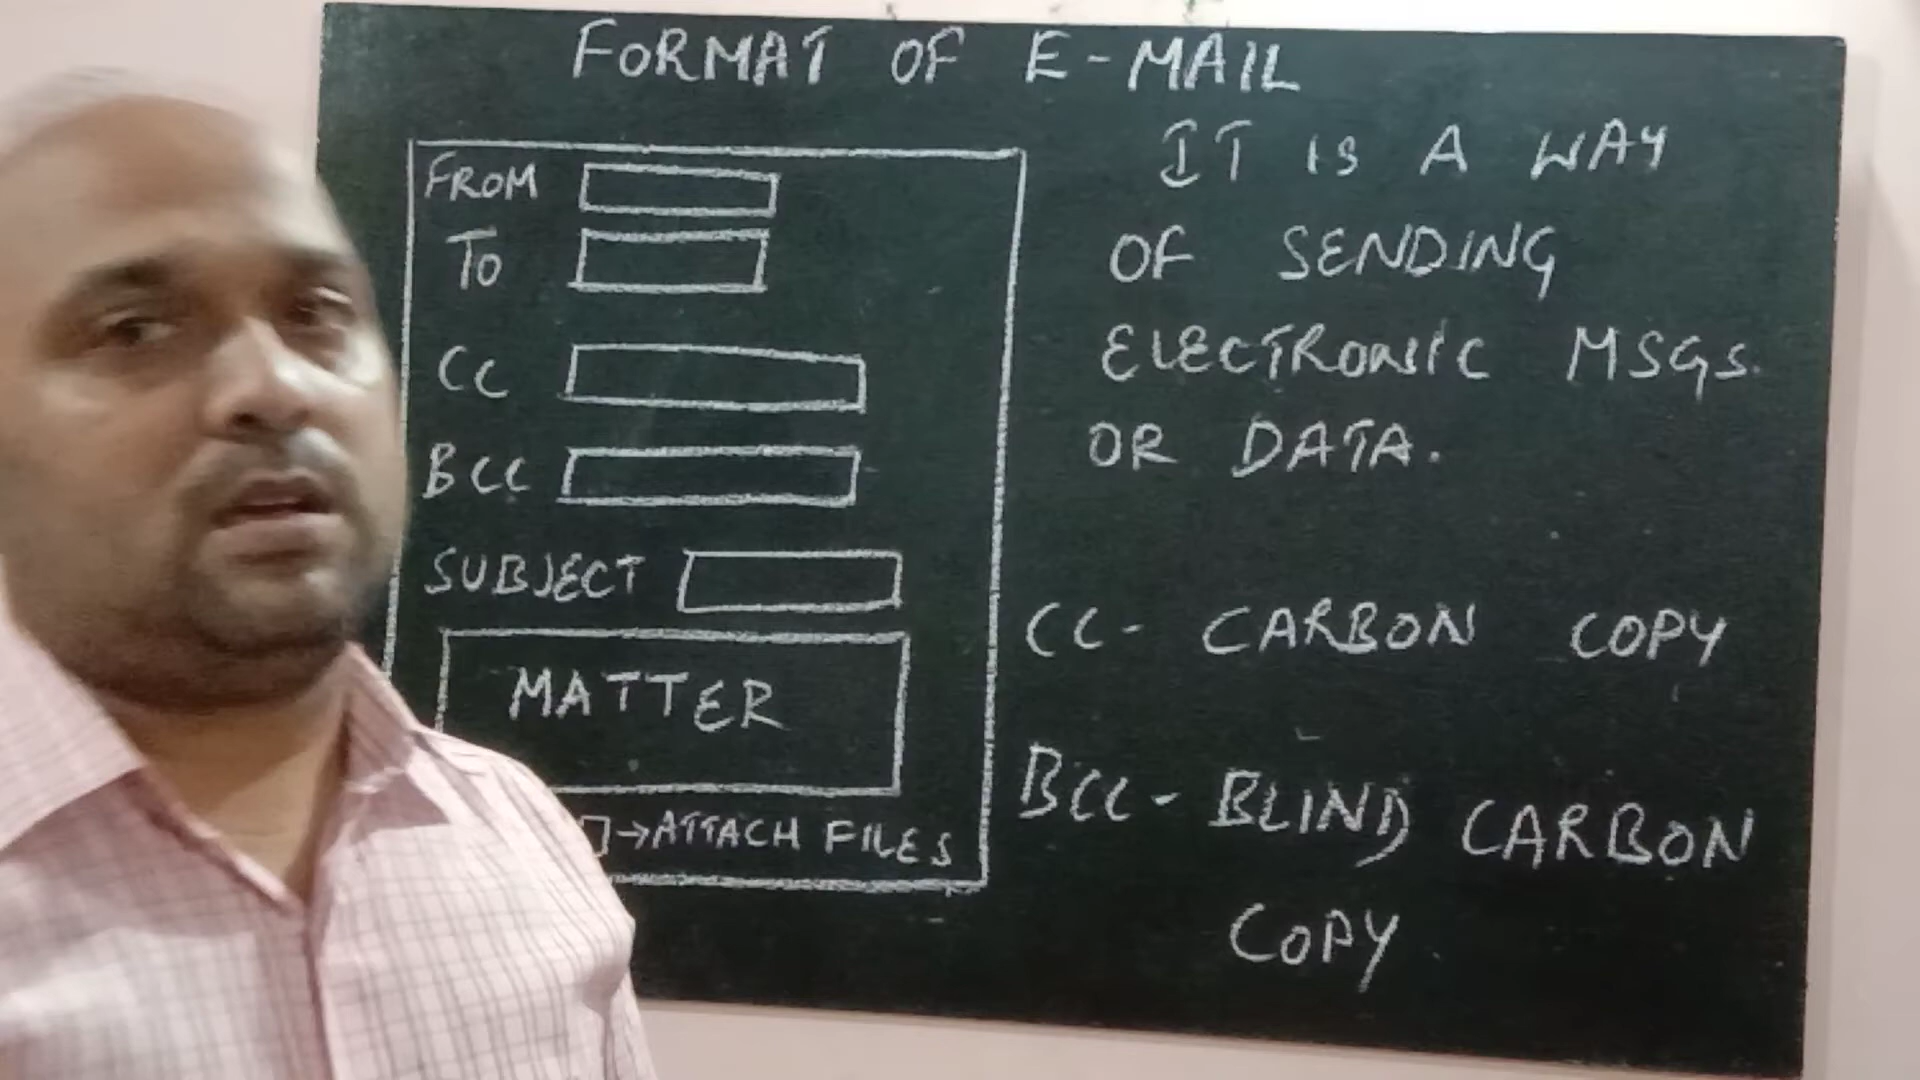 FORMAT OF E-MAIL
FROM
TO
CC
BCC
SUBJECT
MATTER
→ATTACH FILES
IT IS A WAY
OF SENDING
ELECTRONIC MSGS.
OR DATA.
CC- CARBON COPY
BCC- BLIND CARBON
COPY